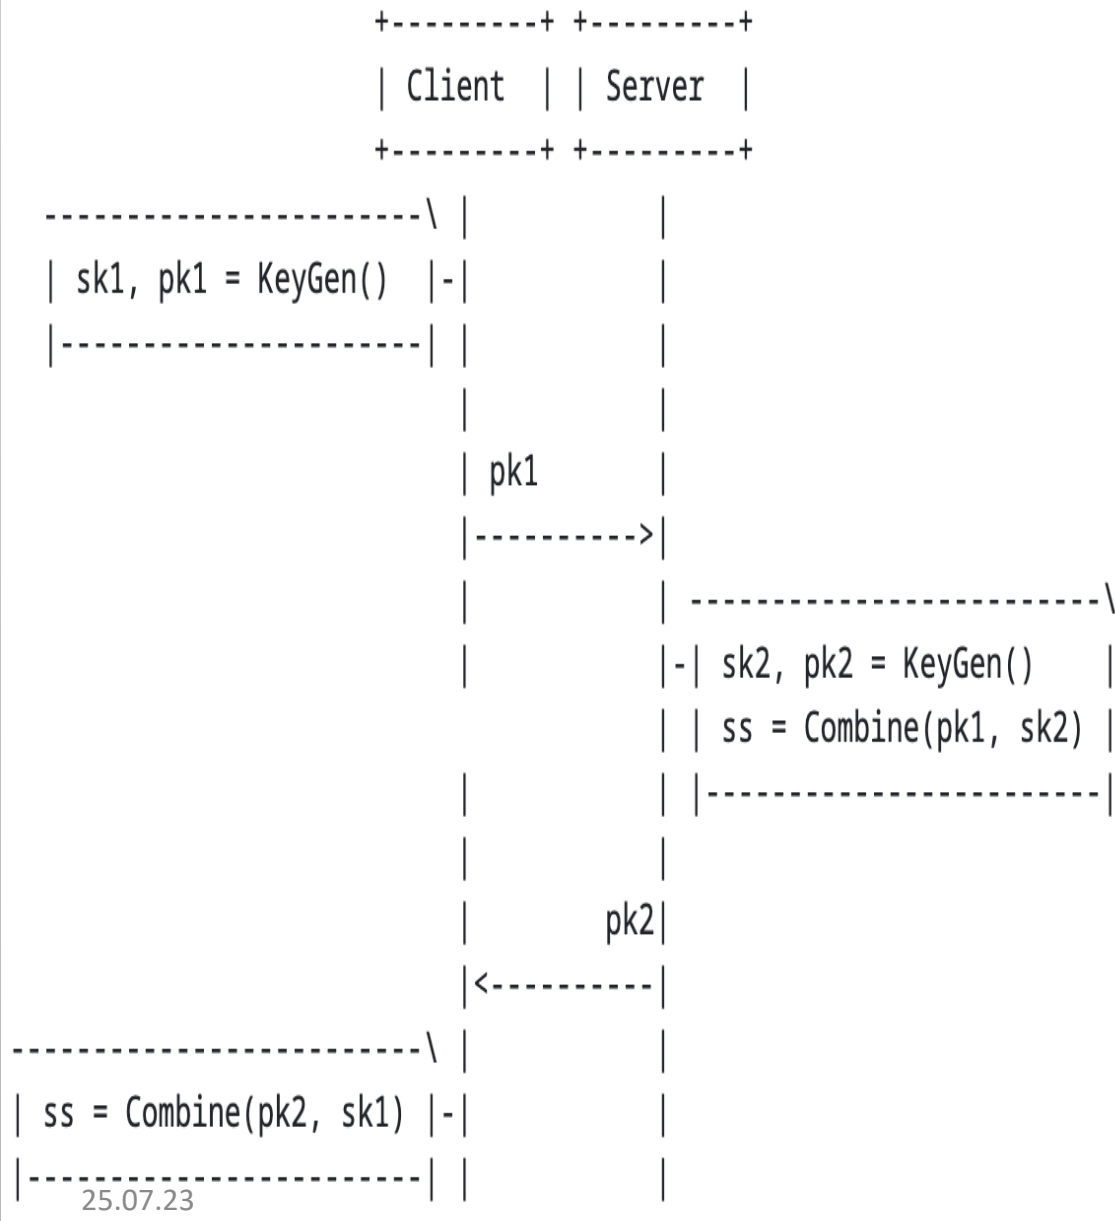 +---------+ +---------+
| Client | | Server |
+---------+ +---------+
-----------------------\ | |
| sk1, pk1 = KeyGen() |-| |
|----------------------| | |
| |
| pk1 |
|---------->|
| | -------------------------\
| |-| sk2, pk2 = KeyGen() |
| | ss = Combine(pk1, sk2) |
| | |------------------------|
| |
| pk2|
|<----------|
-------------------------\ | |
| ss = Combine(pk2, sk1) |-| |
|------------------------| | |
25.07.23